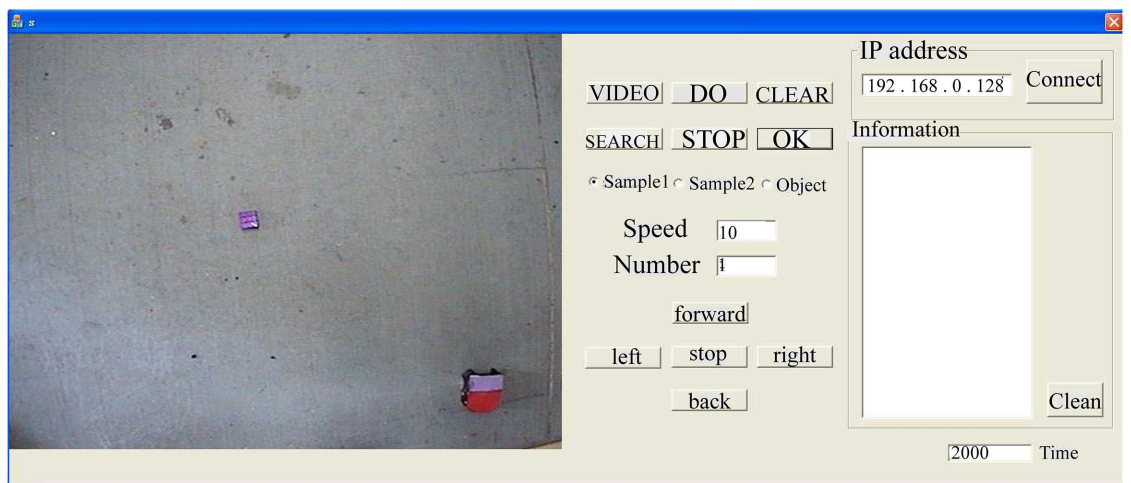 s
IP address
192 . 168 . 0 . 128 Connect
VIDEO DO CLEAR
SEARCH STOP OK
Information
Sample1 Sample2 Object
Speed 10
Number
forward
left stop right
back
Clean
2000 Time